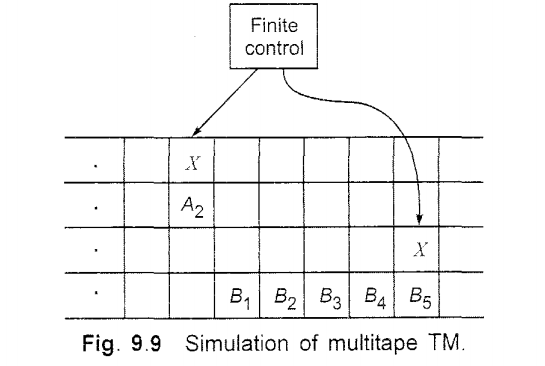 Finite
control
. X
. A2
. X
. B1 B2 B3 B4 B5
Fig. 9.9 Simulation of multitape TM.